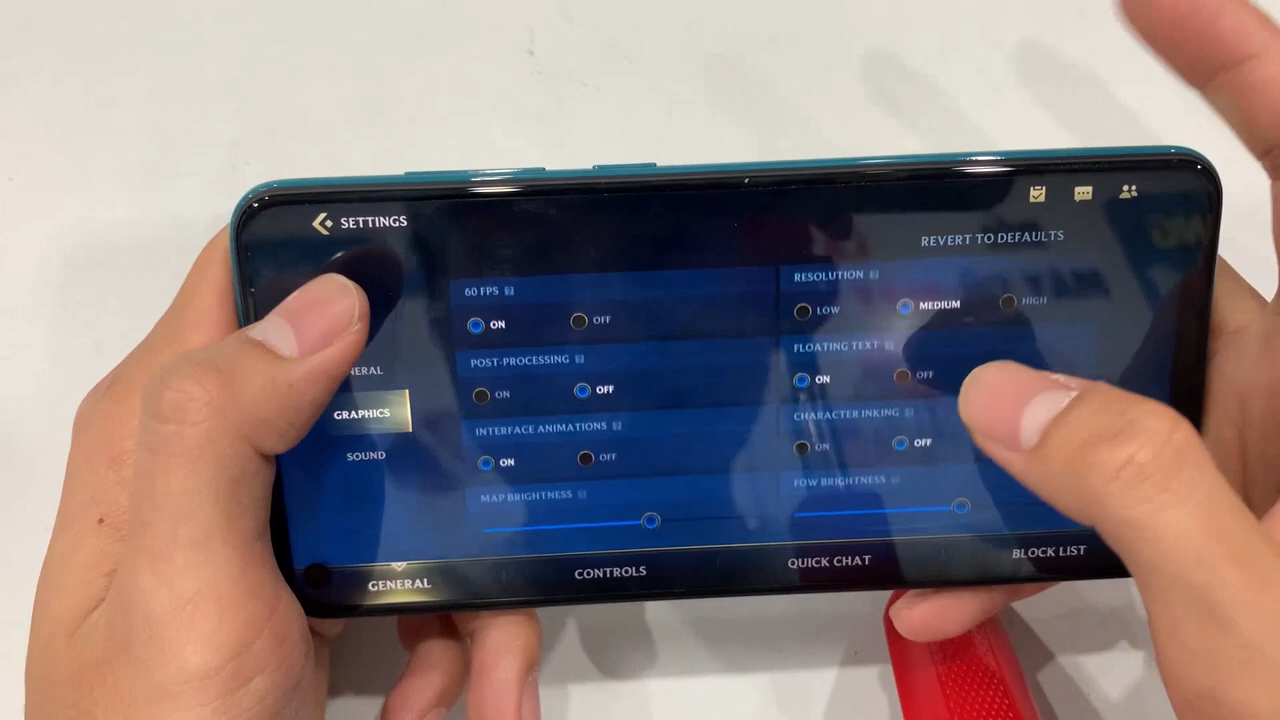 SETTINGS
REVERT TO DEFAULTS
60 FPS
ON
OFF
RESOLUTION
LOW
MEDIUM
HIGH
POST-PROCESSING
ON
OFF
FLOATING TEXT
ON
OFF
INTERFACE ANIMATIONS
ON
OFF
CHARACTER INKING
ON
OFF
MAP BRIGHTNESS
FOW BRIGHTNESS
NERAL
GRAPHICS
SOUND
GENERAL
CONTROLS
QUICK CHAT
BLOCK LIST